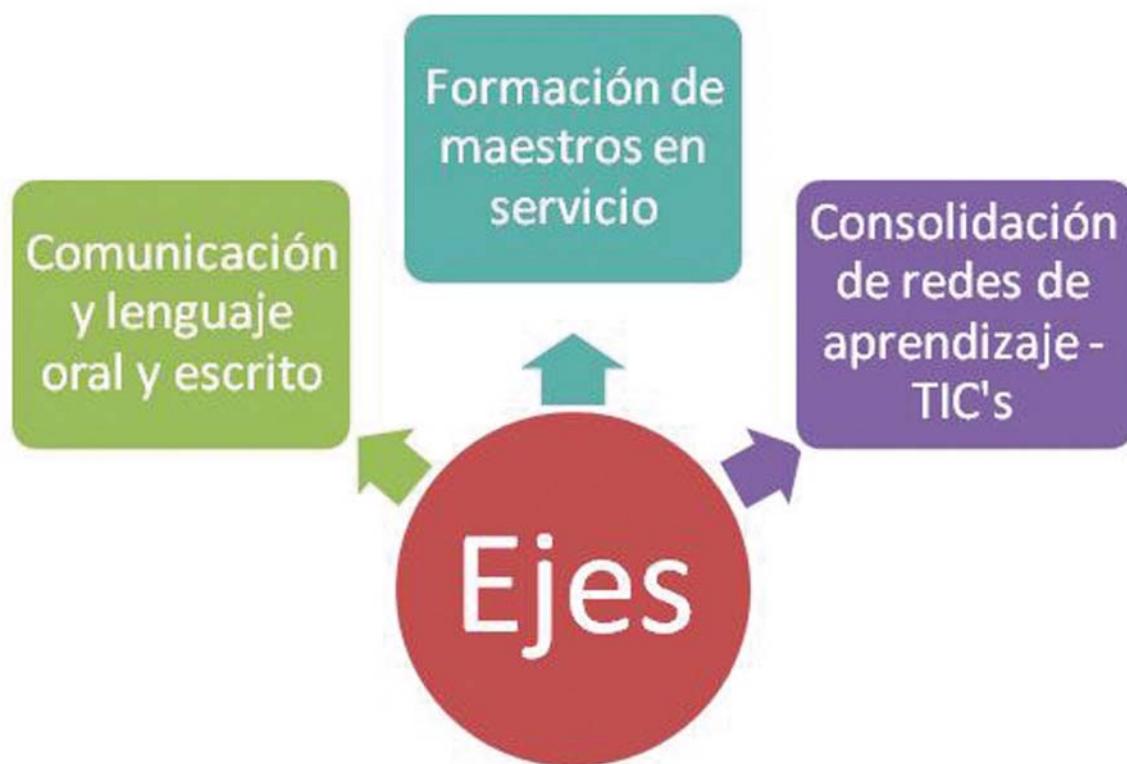 Formación de
maestros en
servicio
Comunicación
y lenguaje
oral y escrito
Consolidación
de redes de
aprendizaje -
TIC's
Ejes